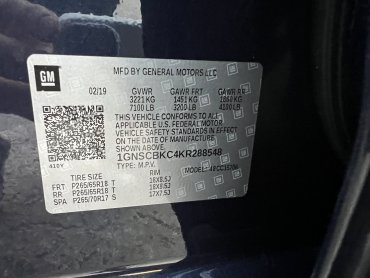 GM
MFD BY GENERAL MOTORS LLC
02/19 GVWR GAWR FRT GAWR RR
3221 KG 1451 KG 1860 KG
7100 LB 3200 LB 4100 LB
THIS VEHICLE CONFORMS TO ALL
APPLICABLE U.S. FEDERAL MOTOR
VEHICLE SAFETY
STANDARDS IN EFFECT ON THE DATE OF
MANUFACTURE SHOWN ABOVE.
1GNSCBKC4KR288548
TYPE: M.P.V.
TIRE SIZE RIM
FRT P265/65R18 T 18X8.5J
RR P265/65R18 T 18X8.5J
SPA P265/70R17 S 17X7.5J